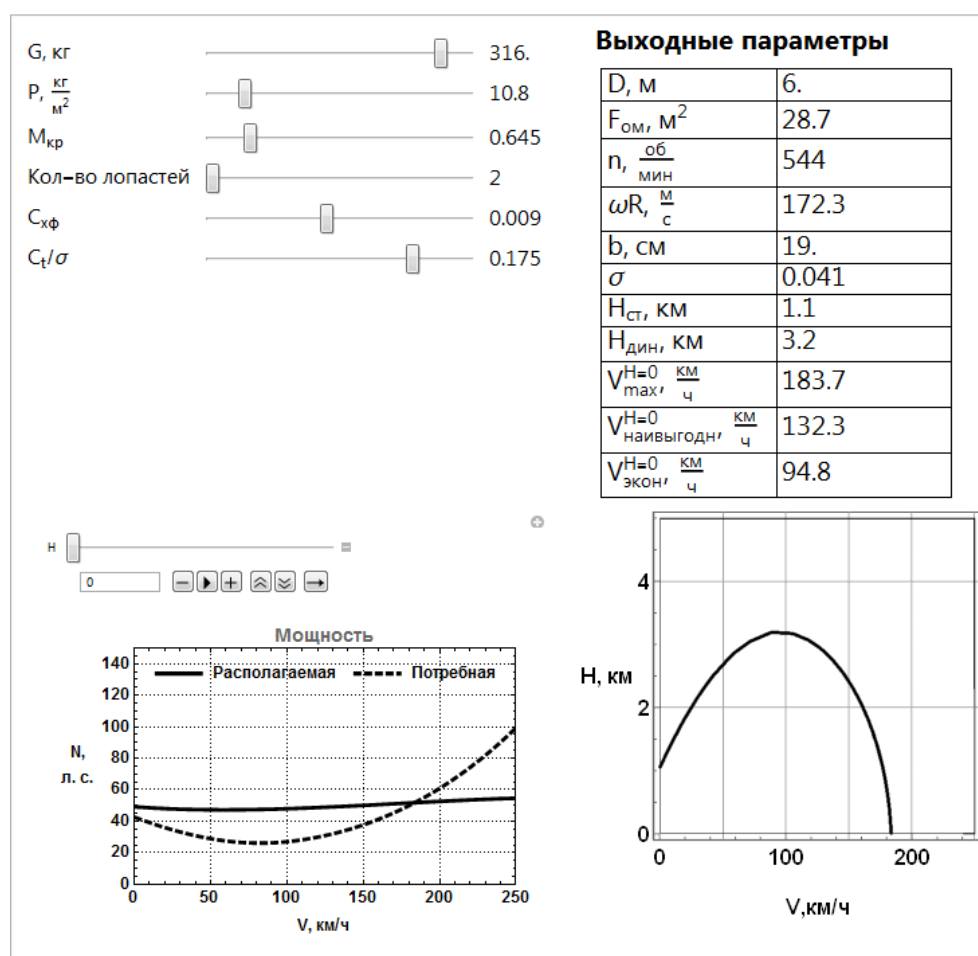 G, кг 316.
P, кг/м² 10.8
Mкр 0.645
Кол-во лопастей 2
Cхф 0.009
Ct/σ 0.175
Выходные параметры
D, м 6.
Fом, м² 28.7
n, об/мин 544
ωR, м/с 172.3
b, см 19.
σ 0.041
Hст, км 1.1
Hдин, км 3.2
V H=0 max, км/ч 183.7
V H=0 наивыгодн, км/ч 132.3
V H=0 экон, км/ч 94.8
H
0
Мощность
Располагаемая Потребная
N,
л. с.
140
120
100
80
60
40
20
0
0 50 100 150 200 250
V, км/ч
H, км
4
2
0
0 100 200
V,км/ч